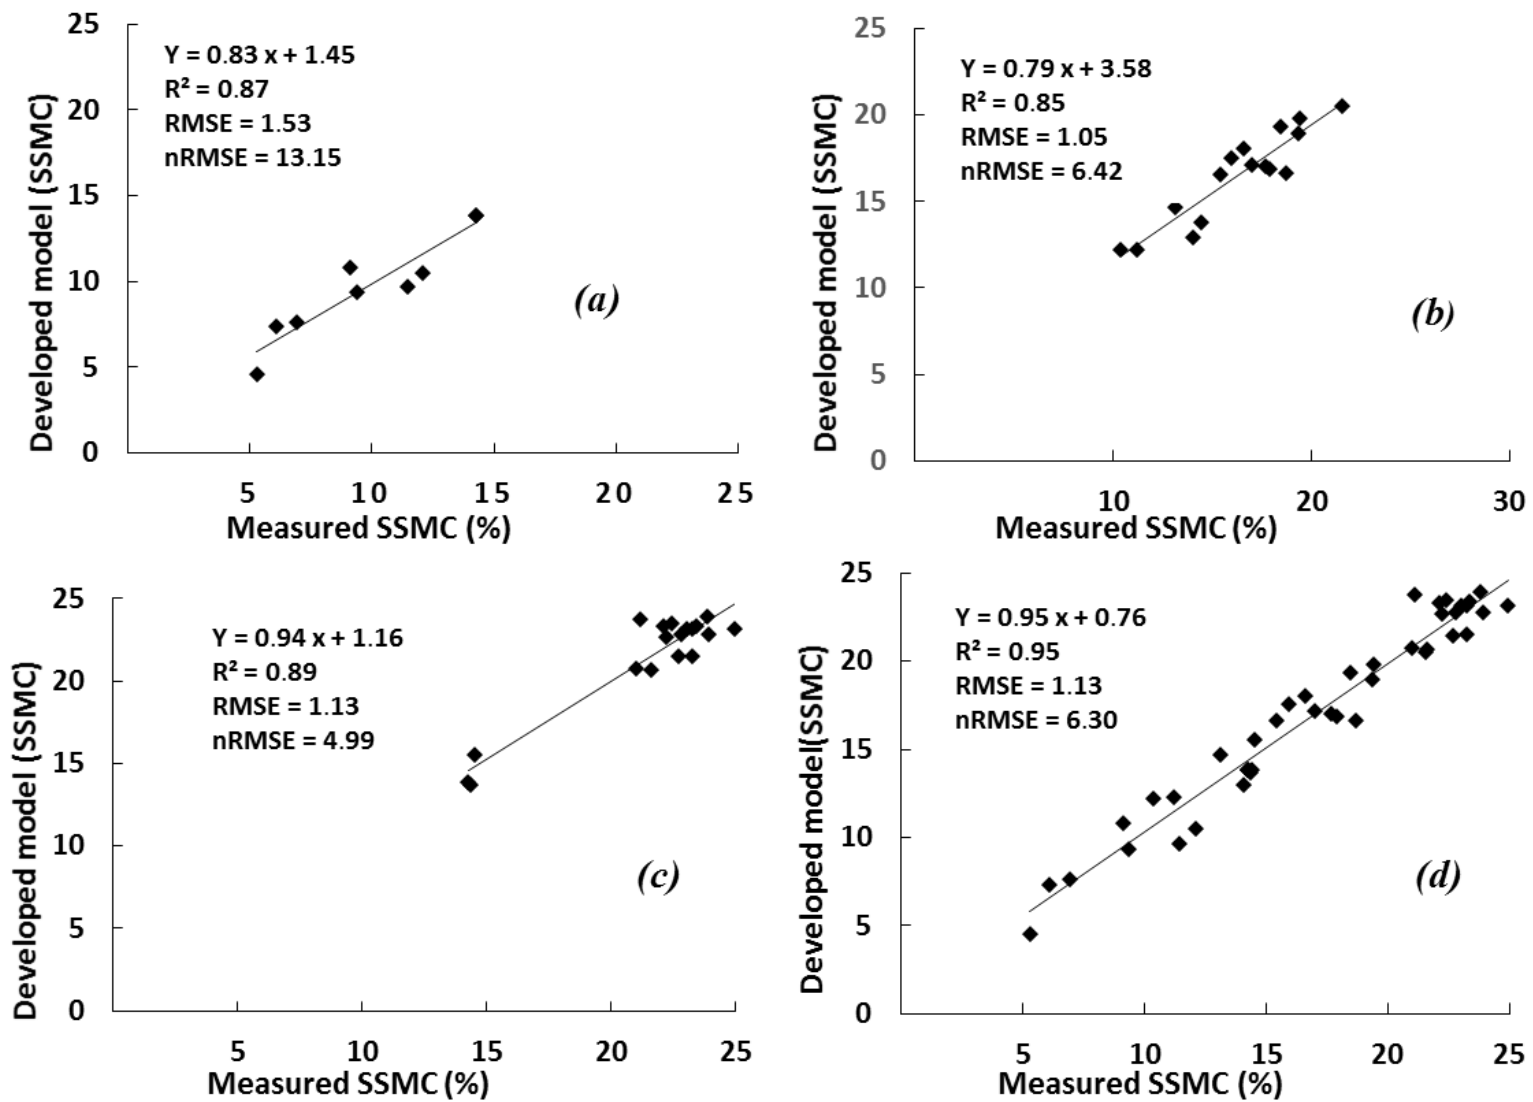 Y = 0.83 x + 1.45
R² = 0.87
RMSE = 1.53
nRMSE = 13.15
25
20
15
10
5
0
Developed model (SSMC)
(a)
5 10 15 20 25
Measured SSMC (%)
Y = 0.79 x + 3.58
R² = 0.85
RMSE = 1.05
nRMSE = 6.42
25
20
15
10
5
0
Developed model (SSMC)
(b)
10 20 30
Measured SSMC (%)
Y = 0.94 x + 1.16
R² = 0.89
RMSE = 1.13
nRMSE = 4.99
25
20
15
10
5
0
Developed model (SSMC)
(c)
5 10 15 20 25
Measured SSMC (%)
Y = 0.95 x + 0.76
R² = 0.95
RMSE = 1.13
nRMSE = 6.30
25
20
15
10
5
0
Developed model(SSMC)
(d)
5 10 15 20 25
Measured SSMC (%)